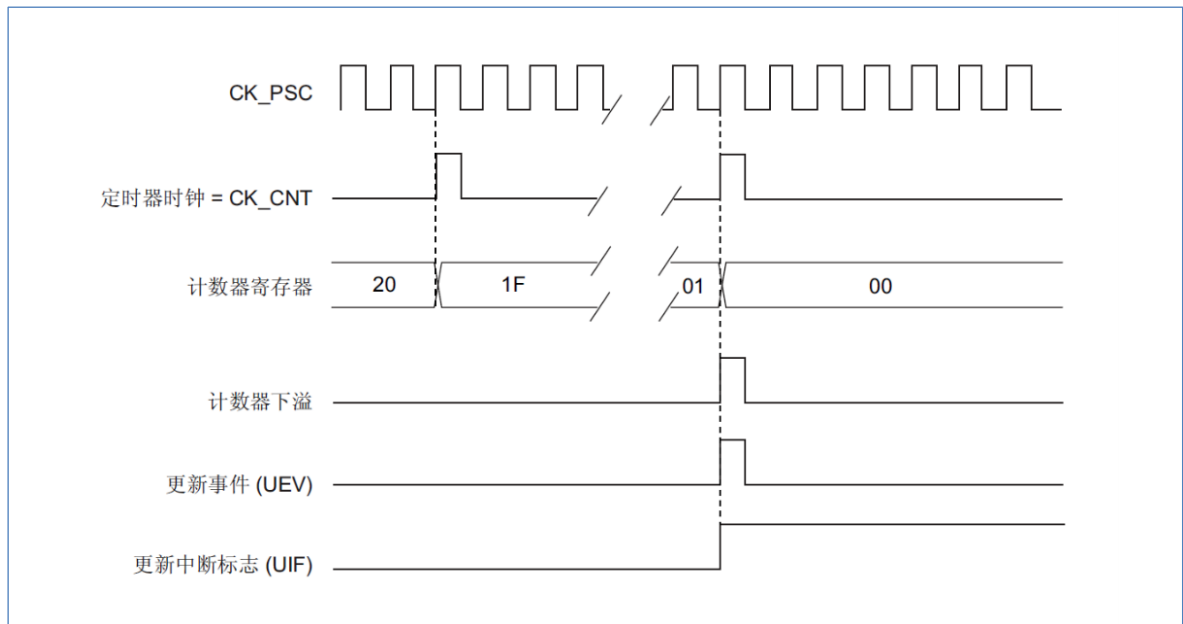 CK_PSC
定时器时钟 = CK_CNT
计数器寄存器 20 1F 01 00
计数器下溢
更新事件 (UEV)
更新中断标志 (UIF)